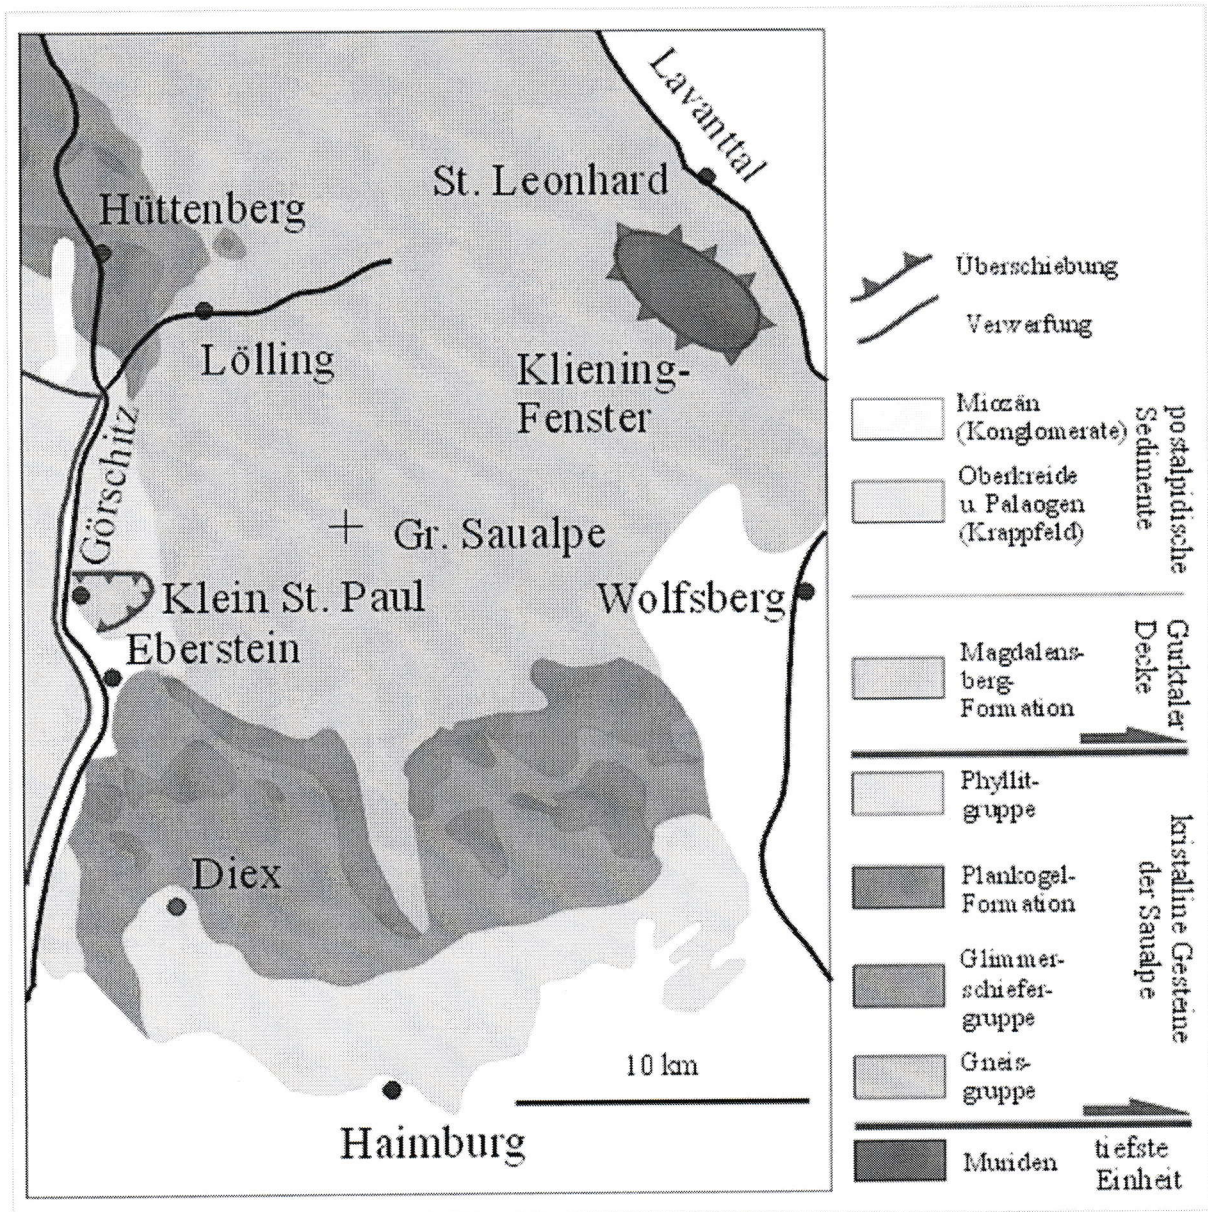 Lavanttal
St. Leonhard
Hüttenberg
Lölling
Kliening-
Fenster
Görschitz
Gr. Saualpe
Klein St. Paul
Wolfsberg
Eberstein
Diex
10 km
Haimburg
Überschiebung
Verwerfung
Miozän
(Konglomerate)
Oberkreide
u. Palaogen
(Krappfeld)
postalpidische
Sedimente
Magdalens-
berg-
Formation
Gurktaler
Decke
Phyllit-
gruppe
Plankogel-
Formation
Glimmer-
schiefer-
gruppe
Gneis-
gruppe
kristalline Gesteine
der Saualpe
Muriden
tiefste
Einheit